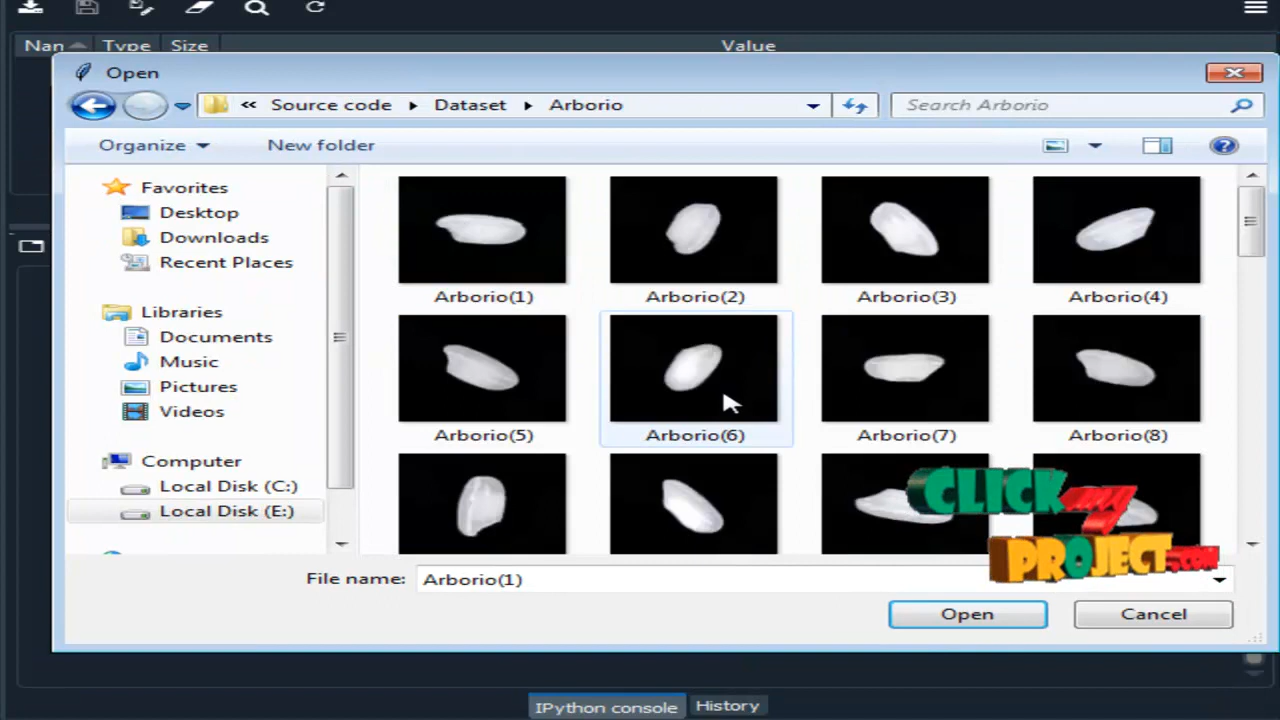 Nan Type Size Value
Open
« Source code Dataset Arborio Search Arborio
Organize New folder
Favorites
Desktop
Downloads
Recent Places
Libraries
Documents
Music
Pictures
Videos
Computer
Local Disk (C:)
Local Disk (E:)
Arborio(1) Arborio(2) Arborio(3) Arborio(4)
Arborio(5) Arborio(6) Arborio(7) Arborio(8)
CLICK my
PROJECT.com
File name: Arborio(1)
Open Cancel
IPython console History